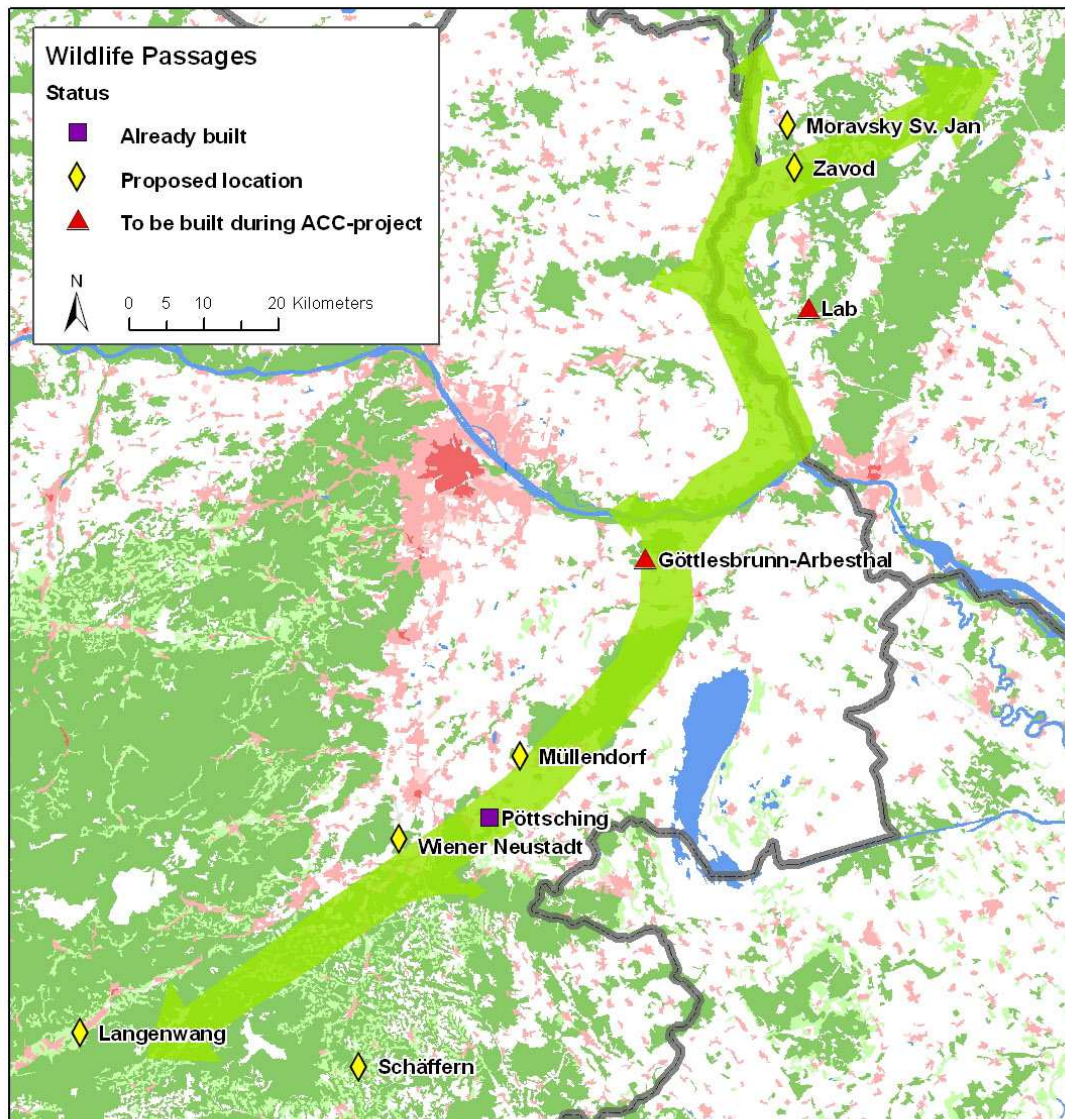 Wildlife Passages
Status
Already built
Proposed location
To be built during ACC-project
N
0 5 10 20 Kilometers
Moravsky Sv. Jan
Zavod
Lab
Göttlesbrunn-Arbesthal
Müllendorf
Pöttsching
Wiener Neustadt
Langenwang
Schäffern